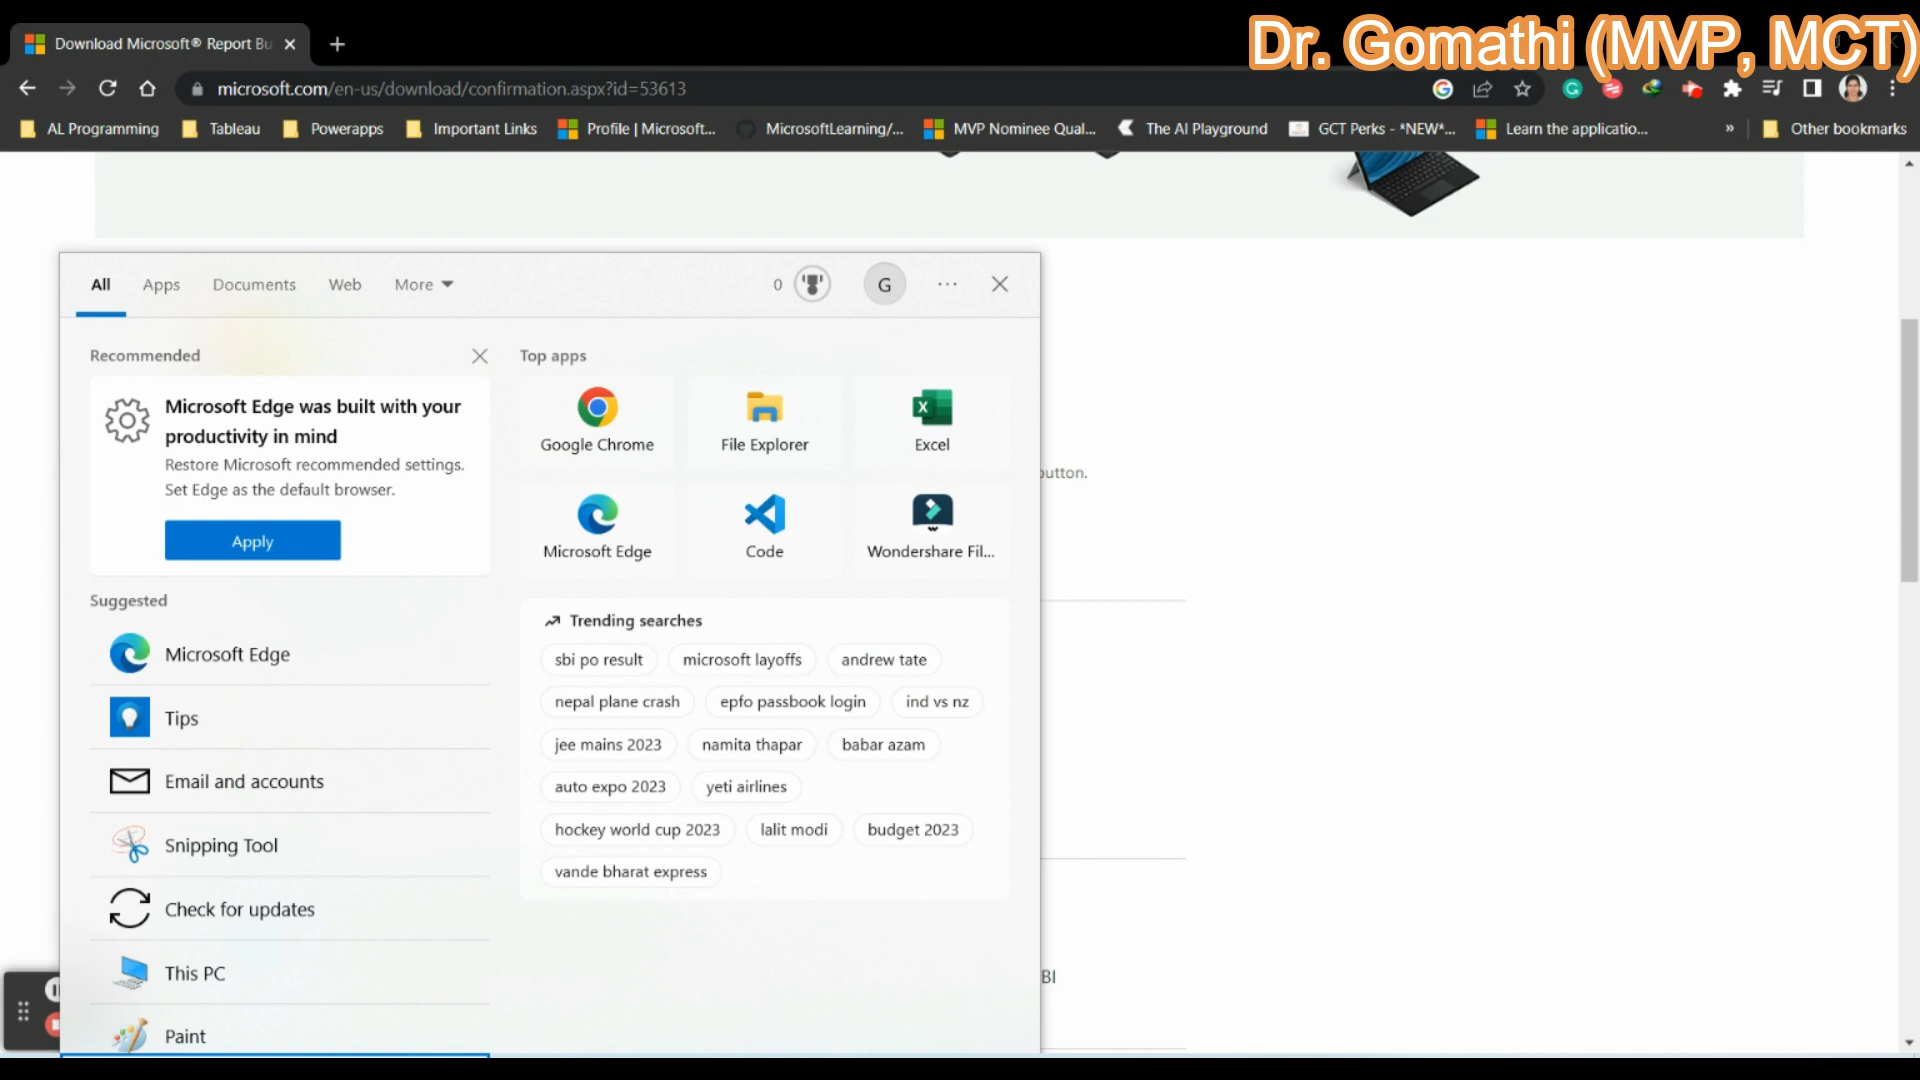 Dr. Gomathi (MVP, MCT)
Download Microsoft® Report Bu
microsoft.com/en-us/download/confirmation.aspx?id=53613
AL Programming Tableau Powerapps Important Links Profile | Microsoft... MicrosoftLearning/... MVP Nominee Qual... The AI Playground GCT Perks - *NEW*... Learn the applicatio... » Other bookmarks
All Apps Documents Web More 0 G ...
Recommended
Microsoft Edge was built with your
productivity in mind
Restore Microsoft recommended settings.
Set Edge as the default browser.
Apply
Suggested
Microsoft Edge
Tips
Email and accounts
Snipping Tool
Check for updates
This PC
Paint
Top apps
Google Chrome File Explorer Excel
Microsoft Edge Code Wondershare Fil...
Trending searches
sbi po result microsoft layoffs andrew tate
nepal plane crash epfo passbook login ind vs nz
jee mains 2023 namita thapar babar azam
auto expo 2023 yeti airlines
hockey world cup 2023 lalit modi budget 2023
vande bharat express
button.
BI